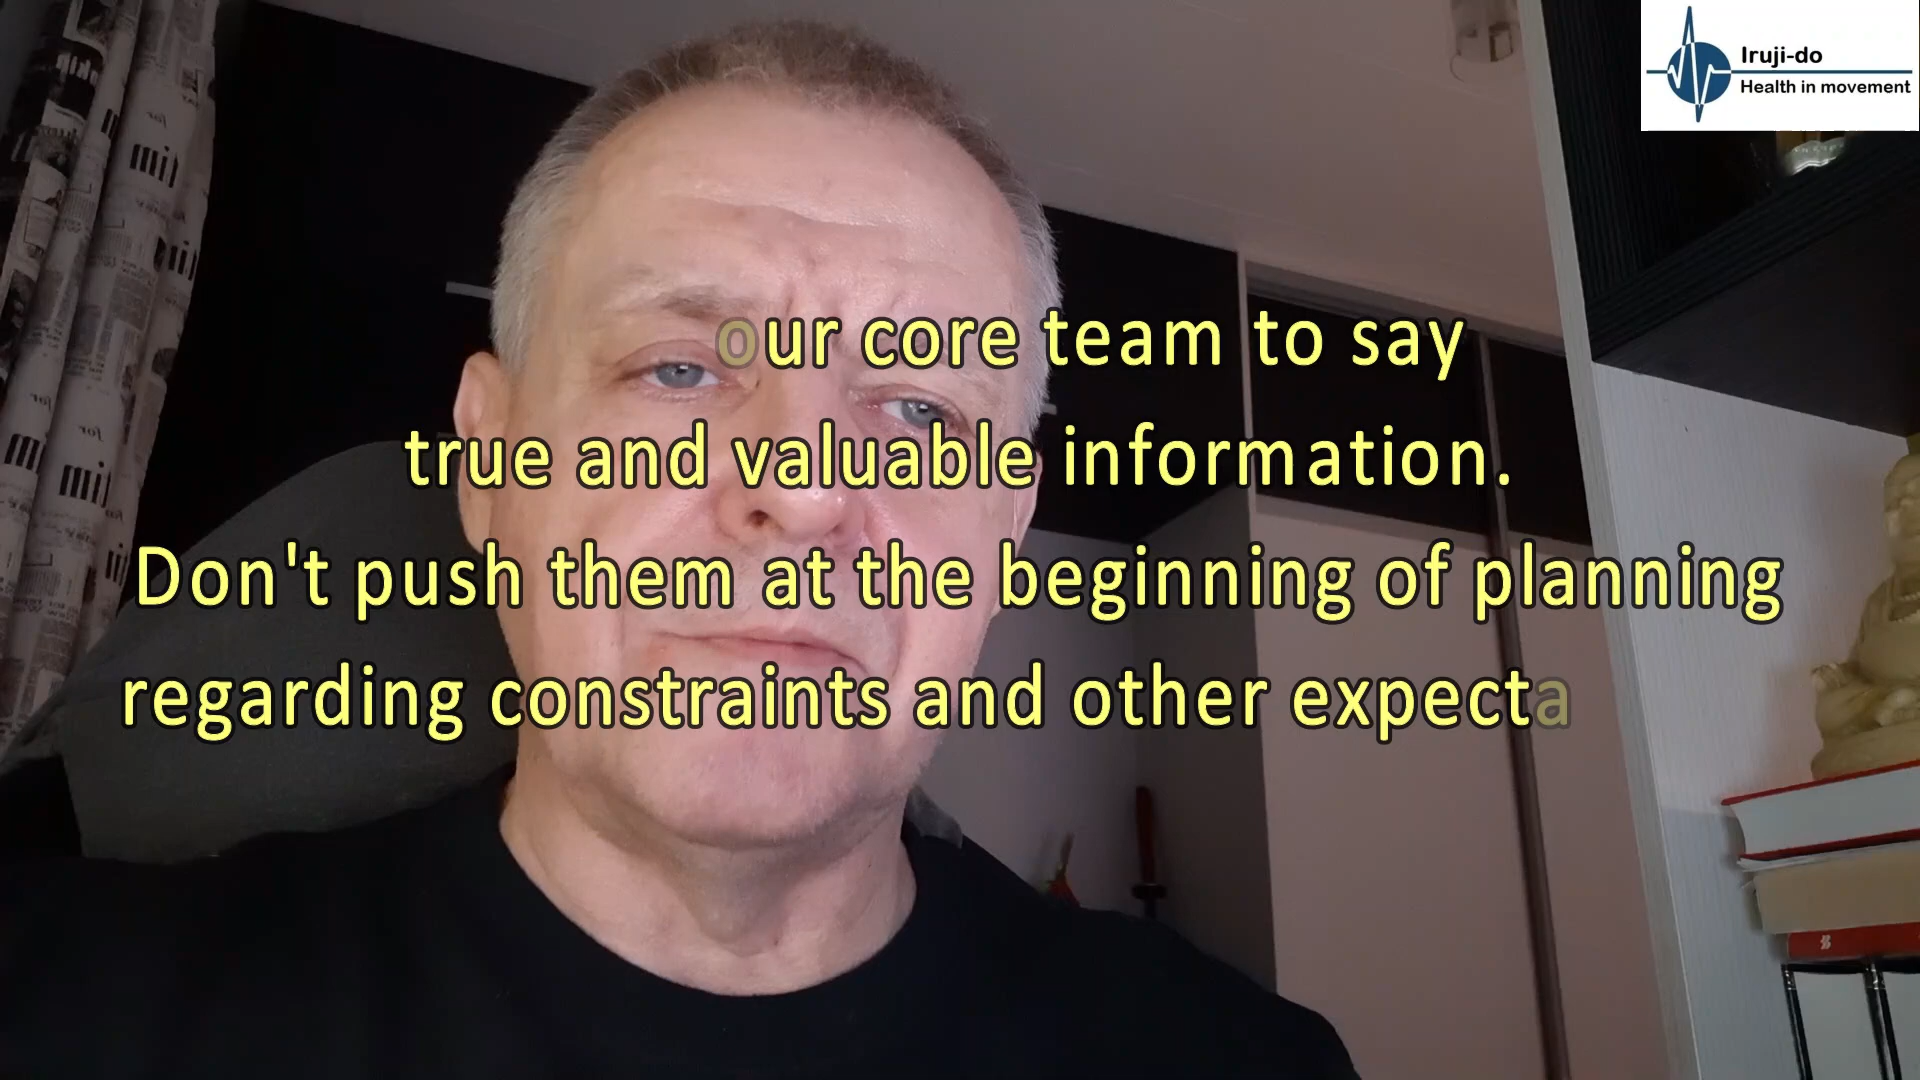 Iruji-do
Health in movement
our core team to say
true and valuable information.
Don't push them at the beginning of planning
regarding constraints and other expecta